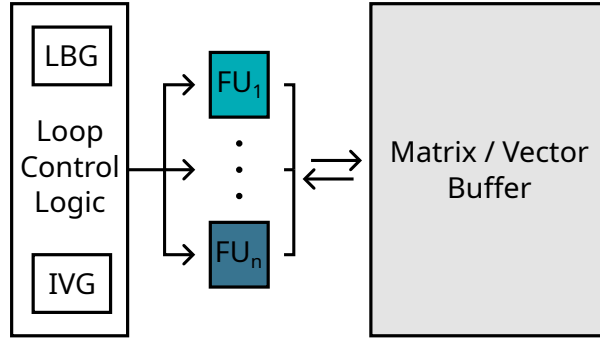 LBG
Loop
Control
Logic
IVG
FU₁
FUₙ
Matrix / Vector
Buffer